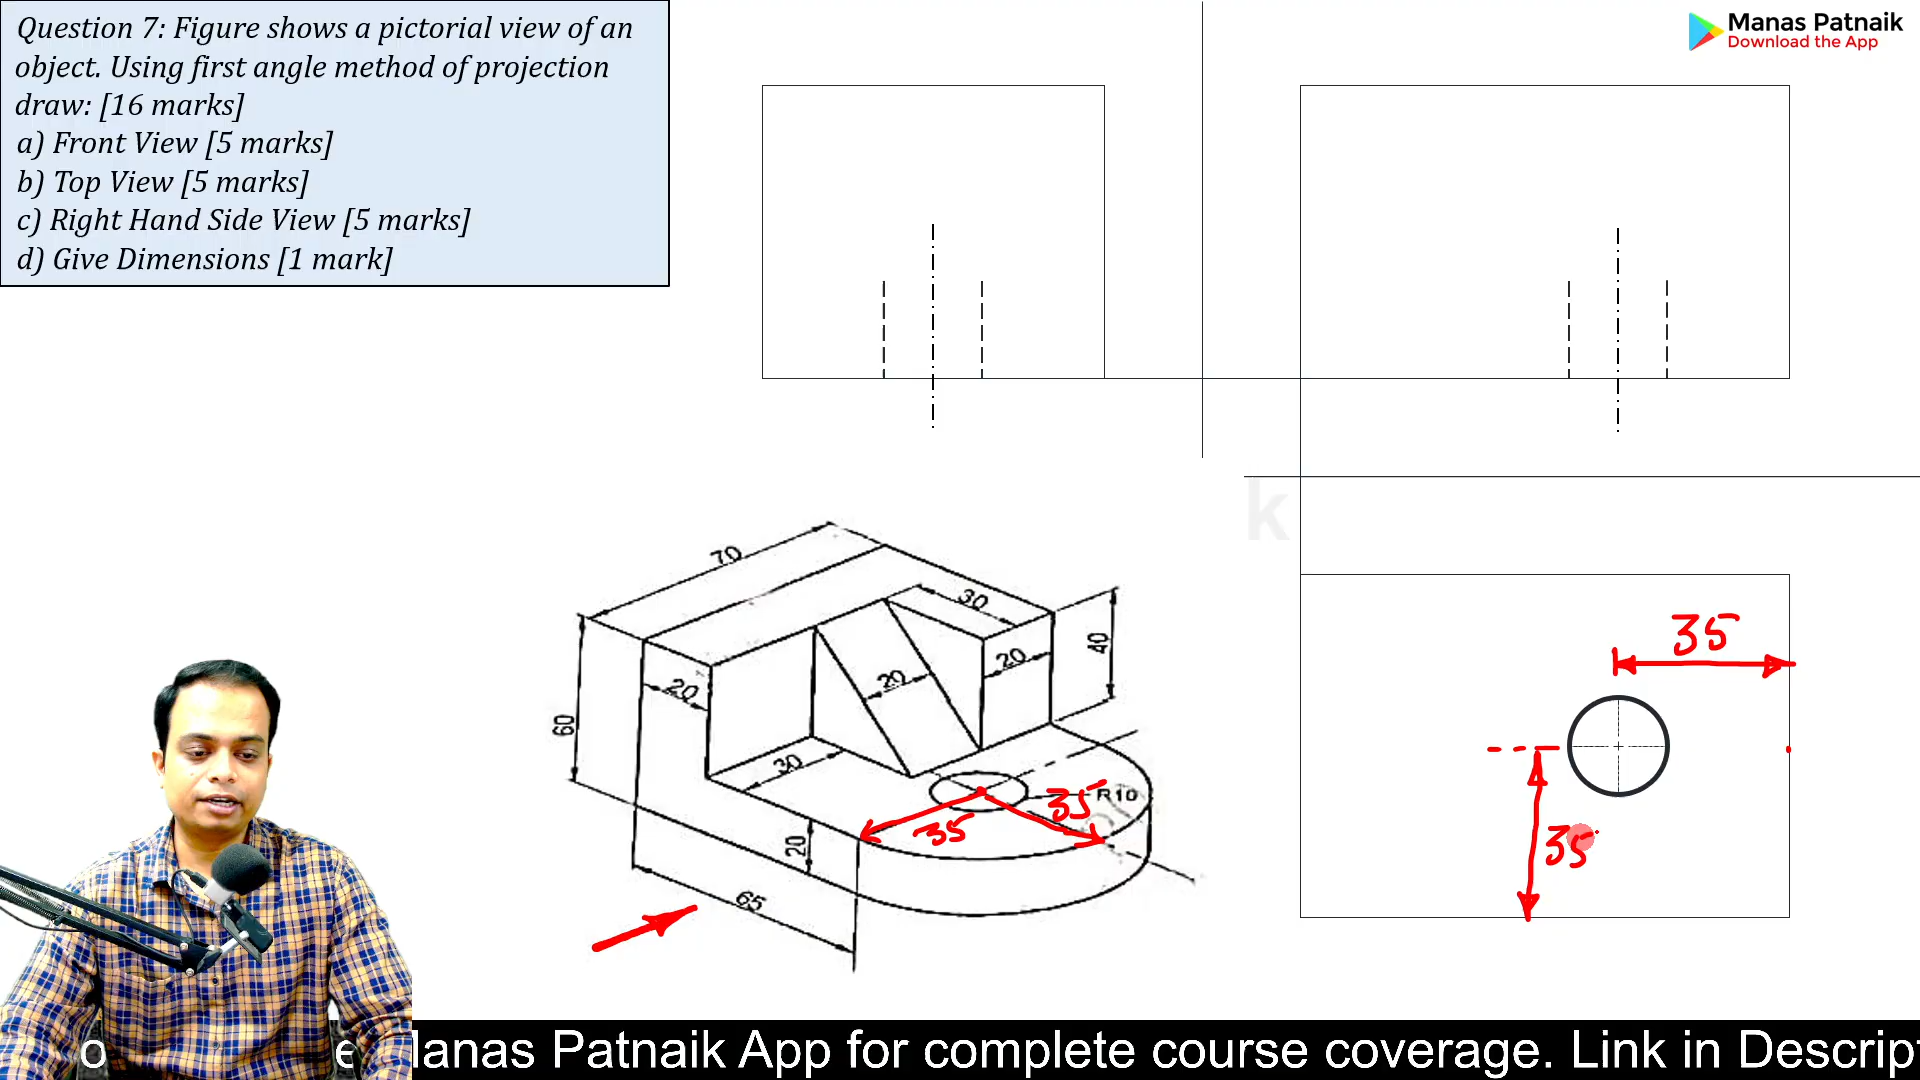 Question 7: Figure shows a pictorial view of an
object. Using first angle method of projection
draw: [16 marks]
a) Front View [5 marks]
b) Top View [5 marks]
c) Right Hand Side View [5 marks]
d) Give Dimensions [1 mark]
Manas Patnaik
Download the App
k
70
30
40
20
20
20
60
30
R10
35
35
20
65
35
35
Manas Patnaik App for complete course coverage. Link in Descrip